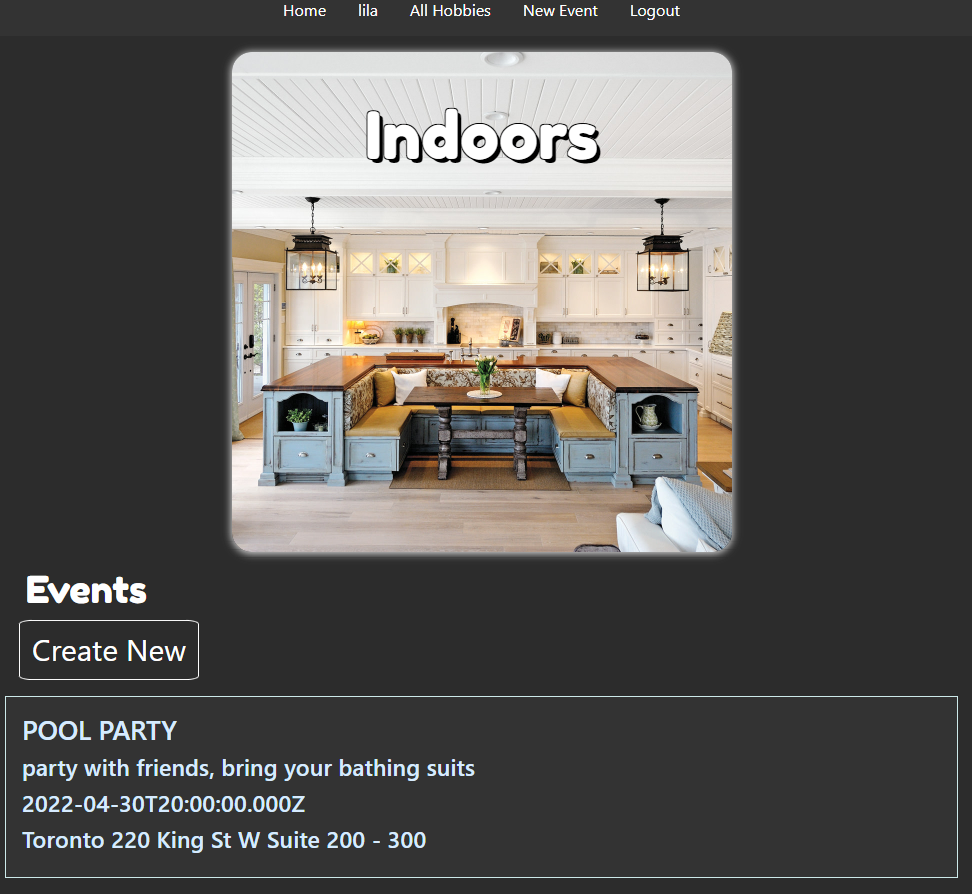 Home lila All Hobbies New Event Logout
Indoors
Events
Create New
POOL PARTY
party with friends, bring your bathing suits
2022-04-30T20:00:00.000Z
Toronto 220 King St W Suite 200 - 300